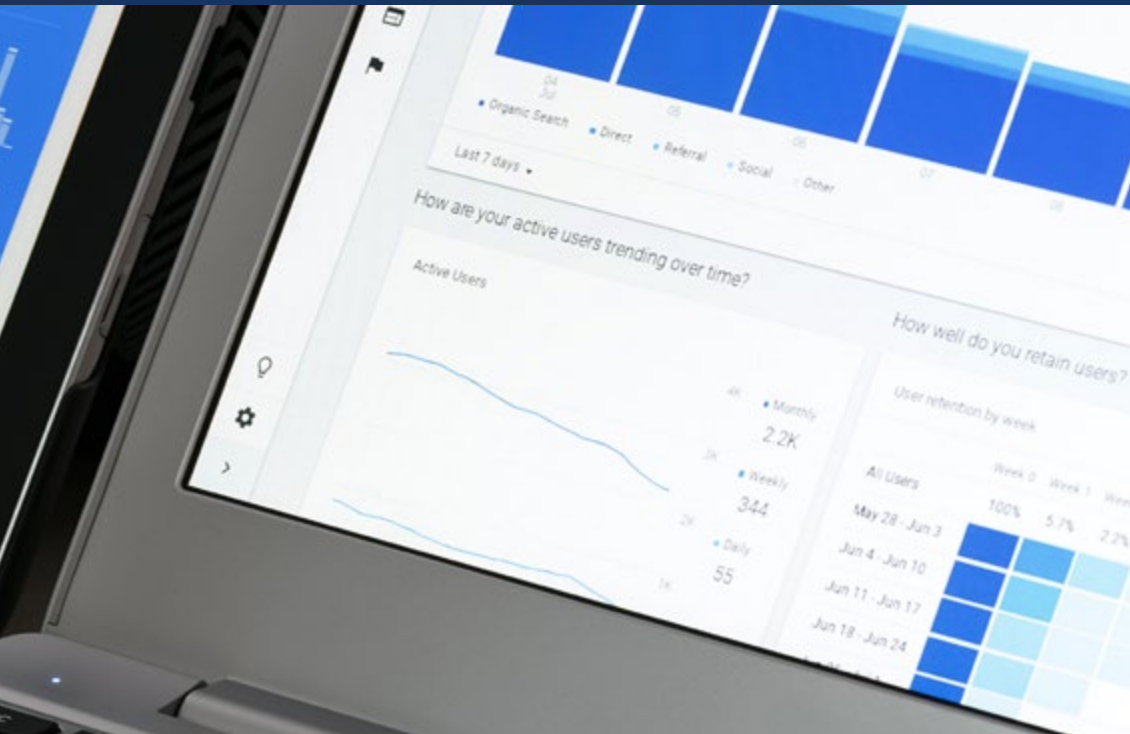 04
Jul
05
06
07
08
Organic Search
Direct
Referral
Social
Other
Last 7 days
How are your active users trending over time?
Active Users
4K
Monthly
2.2K
3K
Weekly
344
2K
Daily
55
1K
How well do you retain users?
User retention by week
Week 0 Week 1
All Users
100% 5.7% 2.2%
May 28 - Jun 3
Jun 4 - Jun 10
Jun 11 - Jun 17
Jun 18 - Jun 24